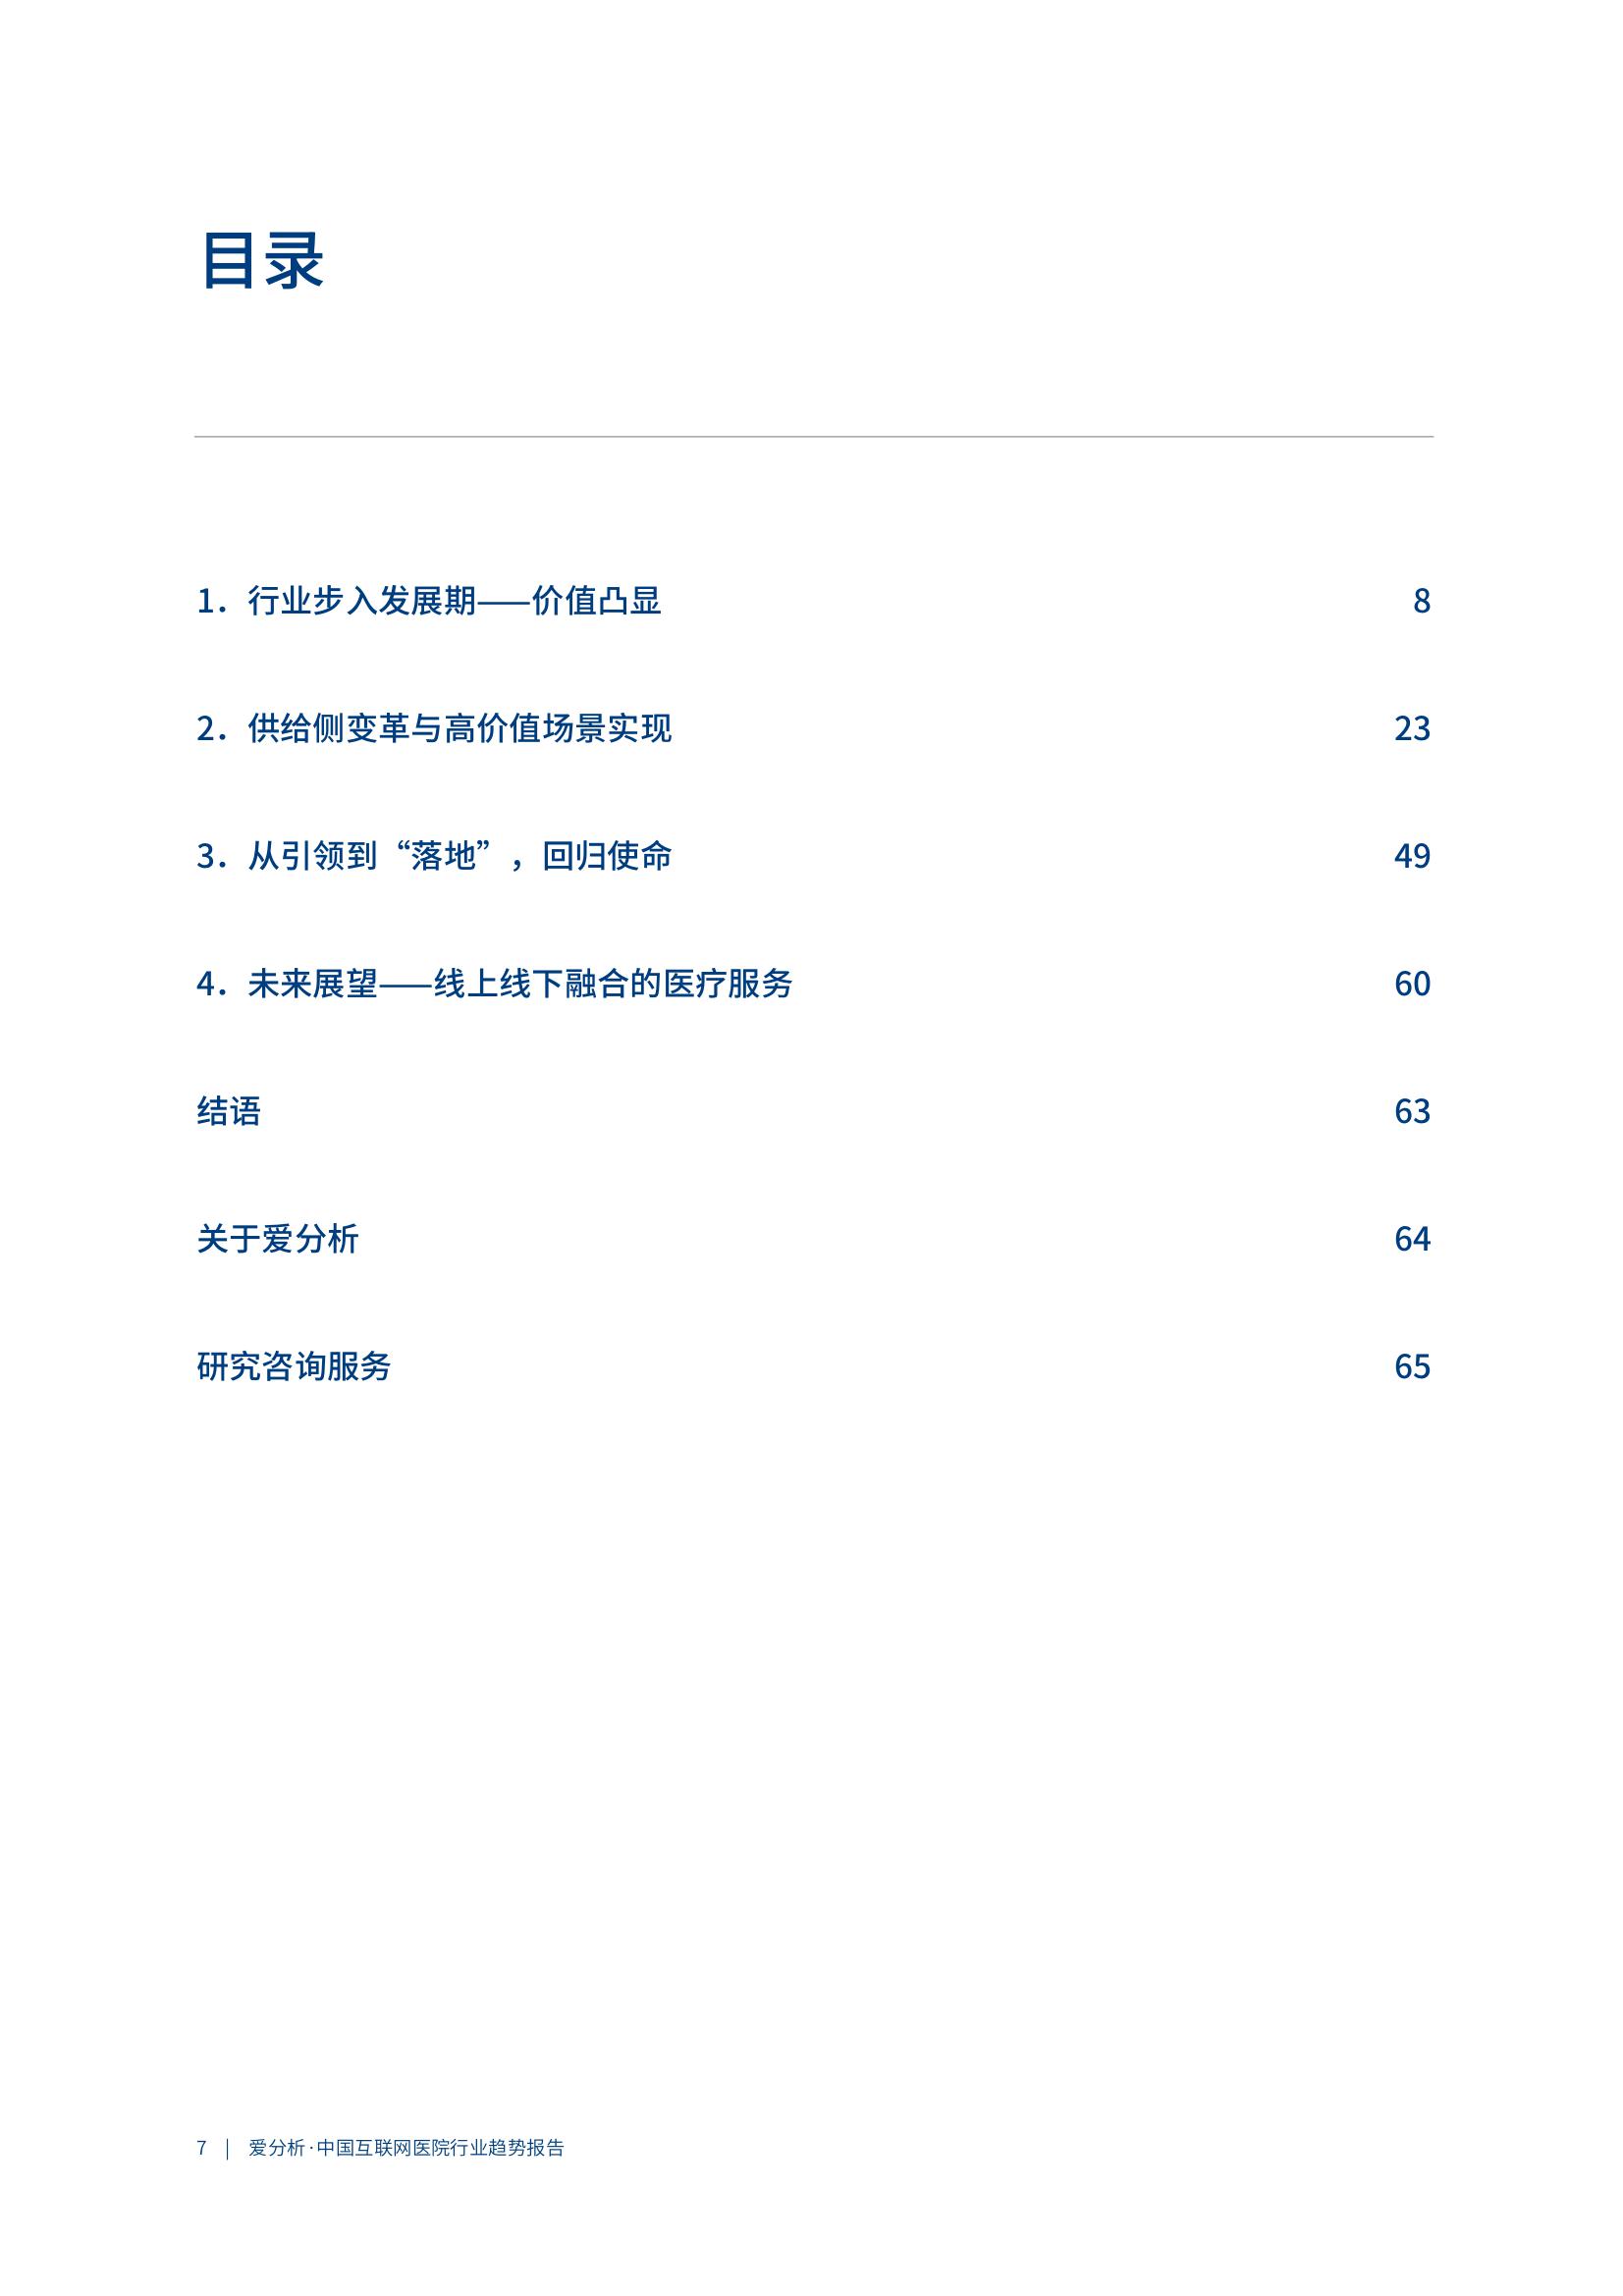 目录
1. 行业步入发展期——价值凸显 8
2. 供给侧变革与高价值场景实现 23
3. 从引领到“落地”，回归使命 49
4. 未来展望——线上线下融合的医疗服务 60
结语 63
关于爱分析 64
研究咨询服务 65
7 | 爱分析·中国互联网医院行业趋势报告